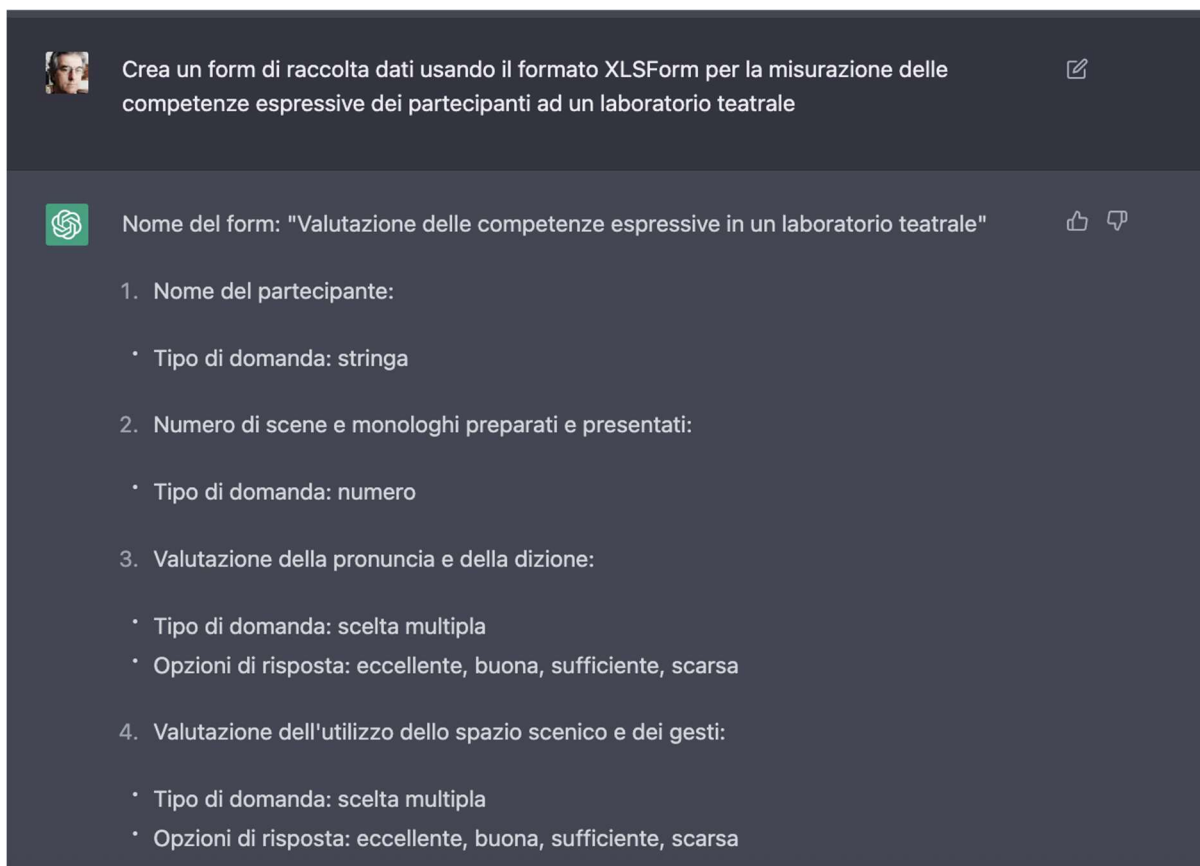 Crea un form di raccolta dati usando il formato XLSForm per la misurazione delle
competenze espressive dei partecipanti ad un laboratorio teatrale
Nome del form: "Valutazione delle competenze espressive in un laboratorio teatrale"
1. Nome del partecipante:
• Tipo di domanda: stringa
2. Numero di scene e monologhi preparati e presentati:
• Tipo di domanda: numero
3. Valutazione della pronuncia e della dizione:
• Tipo di domanda: scelta multipla
• Opzioni di risposta: eccellente, buona, sufficiente, scarsa
4. Valutazione dell'utilizzo dello spazio scenico e dei gesti:
• Tipo di domanda: scelta multipla
• Opzioni di risposta: eccellente, buona, sufficiente, scarsa